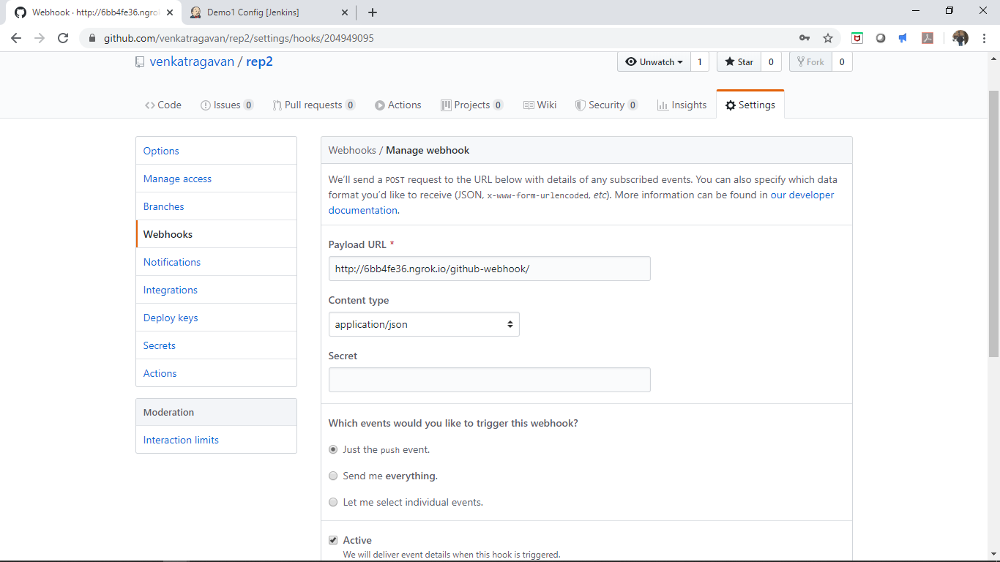 Webhook · http://6bb4fe36.ngrok
Demo1 Config [Jenkins]
github.com/venkatragavan/rep2/settings/hooks/204949095
venkatragavan / rep2
Unwatch 1 Star 0 Fork 0
Code Issues 0 Pull requests 0 Actions Projects 0 Wiki Security 0 Insights Settings
Options
Manage access
Branches
Webhooks
Notifications
Integrations
Deploy keys
Secrets
Actions
Moderation
Interaction limits
Webhooks / Manage webhook
We’ll send a POST request to the URL below with details of any subscribed events. You can also specify which data
format you’d like to receive (JSON, x-www-form-urlencoded, etc). More information can be found in our developer
documentation.
Payload URL *
http://6bb4fe36.ngrok.io/github-webhook/
Content type
application/json
Secret
Which events would you like to trigger this webhook?
Just the push event.
Send me everything.
Let me select individual events.
Active
We will deliver event details when this hook is triggered.